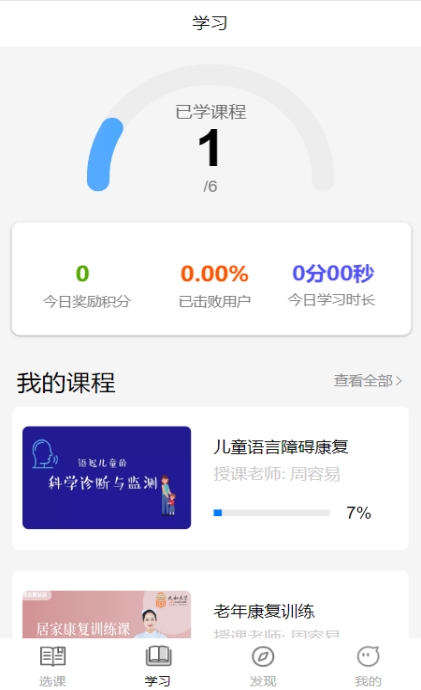 学习
已学课程
1
/6
0
0.00%
0分00秒
今日奖励积分
已击败用户
今日学习时长
我的课程
查看全部
语迟儿童的
科学诊断与监测
儿童语言障碍康复
授课老师: 周容易
7%
居家康复训练课
老年康复训练
授课老师: 周容易
选课
学习
发现
我的